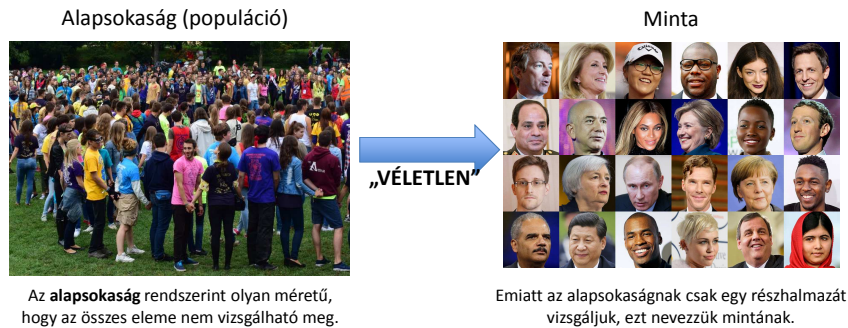 Alapsokaság (populáció)
Minta
„VÉLETLEN”
Az alapsokaság rendszerint olyan méretű,
hogy az összes eleme nem vizsgálható meg.
Emiatt az alapsokaságnak csak egy részhalmazát
vizsgáljuk, ezt nevezzük mintának.